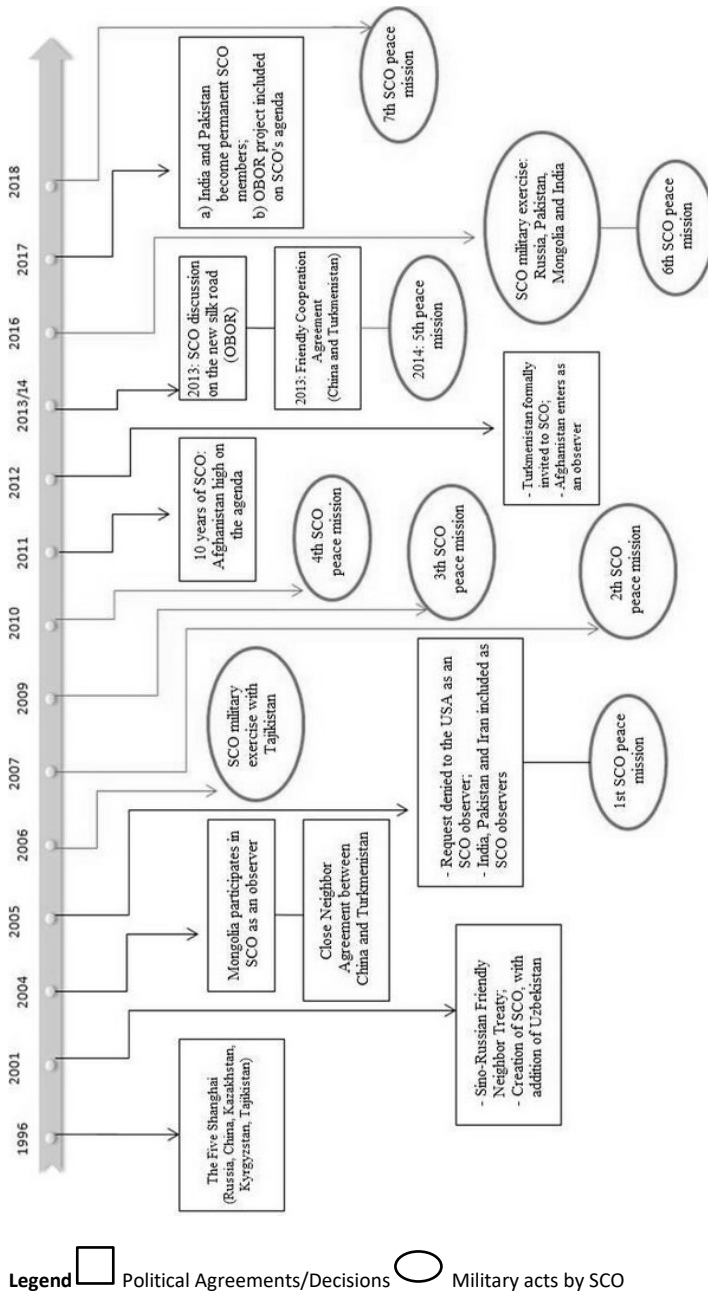 1996
2001
2004
2005
2006
2007
2009
2010
2011
2012
2013/14
2016
2017
2018
The Five Shanghai
(Russia, China, Kazakhstan,
Kyrgyzstan, Tajikistan)
- Sino-Russian Friendly
Neighbor Treaty;
- Creation of SCO, with
addition of Uzbekistan
Mongolia participates in
SCO as an observer
Close Neighbor
Agreement between
China and Turkmenistan
- Request denied to the USA as an
SCO observer;
- India, Pakistan and Iran included as
SCO observers
1st SCO peace
mission
SCO military
exercise with
Tajikistan
2th SCO
peace mission
3th SCO
peace mission
4th SCO
peace mission
10 years of SCO:
Afghanistan high on
the agenda
- Turkmenistan formally
invited to SCO;
- Afghanistan enters as
an observer
2013: SCO discussion
on the new silk road
(OBOR)
2013: Friendly Cooperation
Agreement
(China and Turkmenistan)
2014: 5th peace
mission
SCO military exercise:
Russia, Pakistan,
Mongolia and India
6th SCO peace
mission
a) India and Pakistan
become permanent SCO
members;
b) OBOR project included
on SCO's agenda
7th SCO peace
mission
Legend Political Agreements/Decisions Military acts by SCO